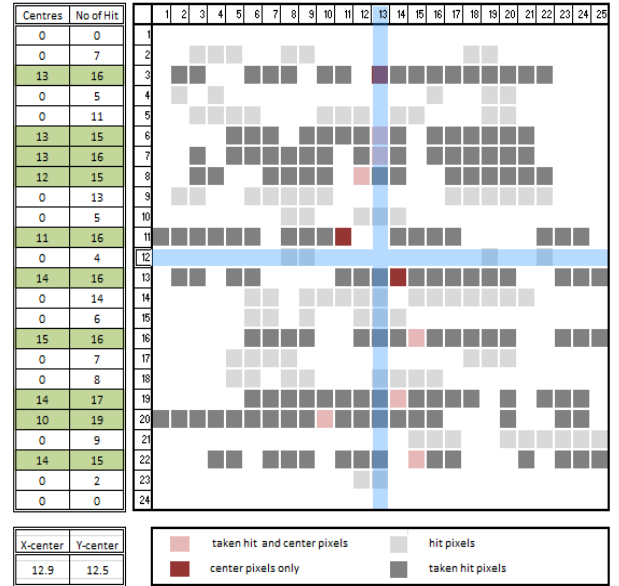 Centres No of Hit 1 2 3 4 5 6 7 8 9 10 11 12 13 14 15 16 17 18 19 20 21 22 23 24 25
0 0 1
0 7 2
13 16 3
0 5 4
0 11 5
13 15 6
13 16 7
12 15 8
0 13 9
0 5 10
11 16 11
0 4 12
14 16 13
0 14 14
0 6 15
15 16 16
0 7 17
0 8 18
14 17 19
10 19 20
0 9 21
14 15 22
0 2 23
0 0 24
X-center Y-center
12.9 12.5
taken hit and center pixels hit pixels
center pixels only taken hit pixels